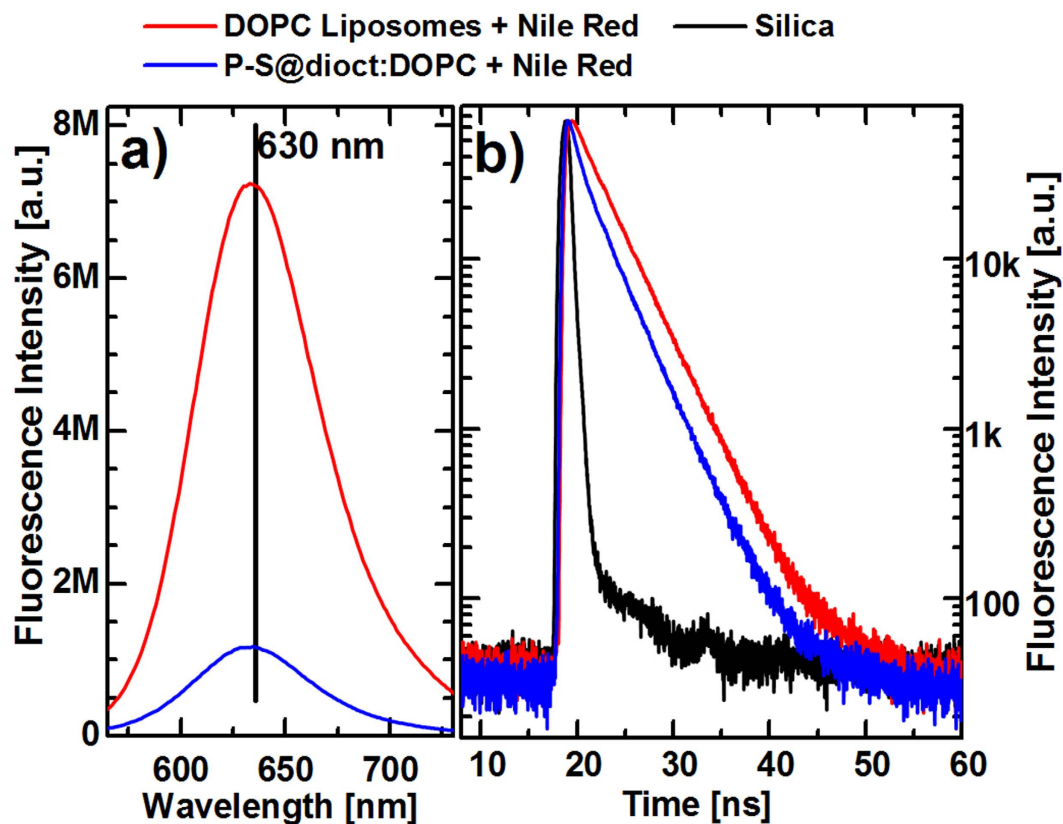 DOPC Liposomes + Nile Red
Silica
P-S@dioct:DOPC + Nile Red
a)
630 nm
b)
8M
6M
4M
2M
0
Fluorescence Intensity [a.u.]
600 650 700
Wavelength [nm]
10 20 30 40 50 60
Time [ns]
10k
1k
100
Fluorescence Intensity [a.u.]